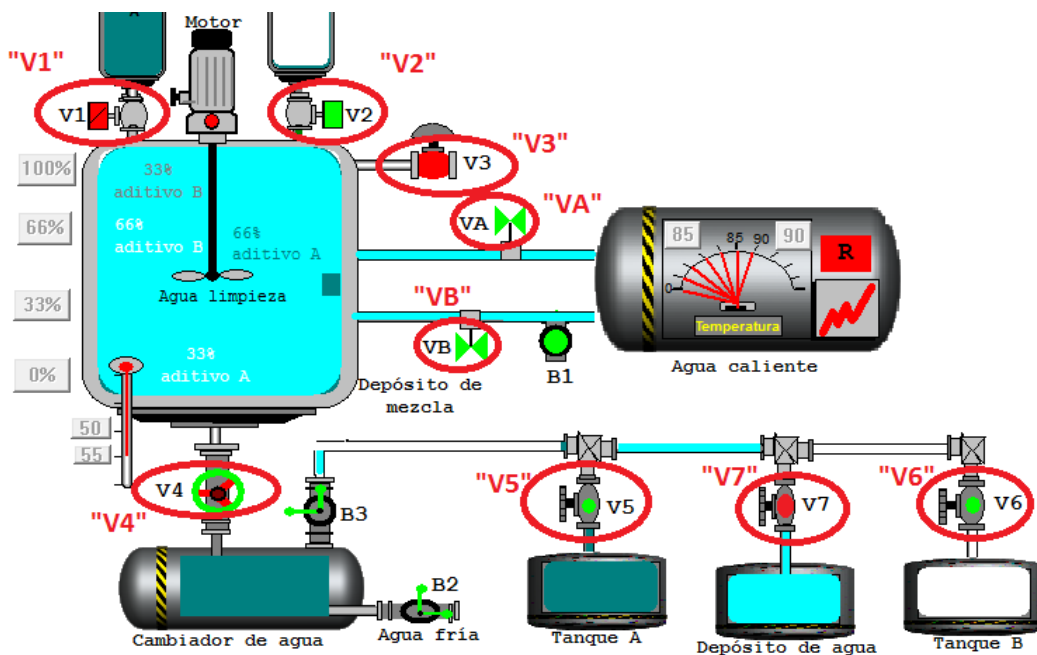 A
Motor
"V1"
"V2"
V1
V2
"V3"
V3
100%
33%
aditivo B
"VA"
VA
66%
66%
aditivo B
66%
aditivo A
85
85
90
90
R
0
Agua limpieza
33%
"VB"
Temperatura
VB
B1
Agua caliente
0%
33%
aditivo A
Depósito de
mezcla
50
55
V4
"V4"
B3
"V5"
V5
"V7"
V7
"V6"
V6
B2
Cambiador de agua
Agua fría
Tanque A
Depósito de agua
Tanque B